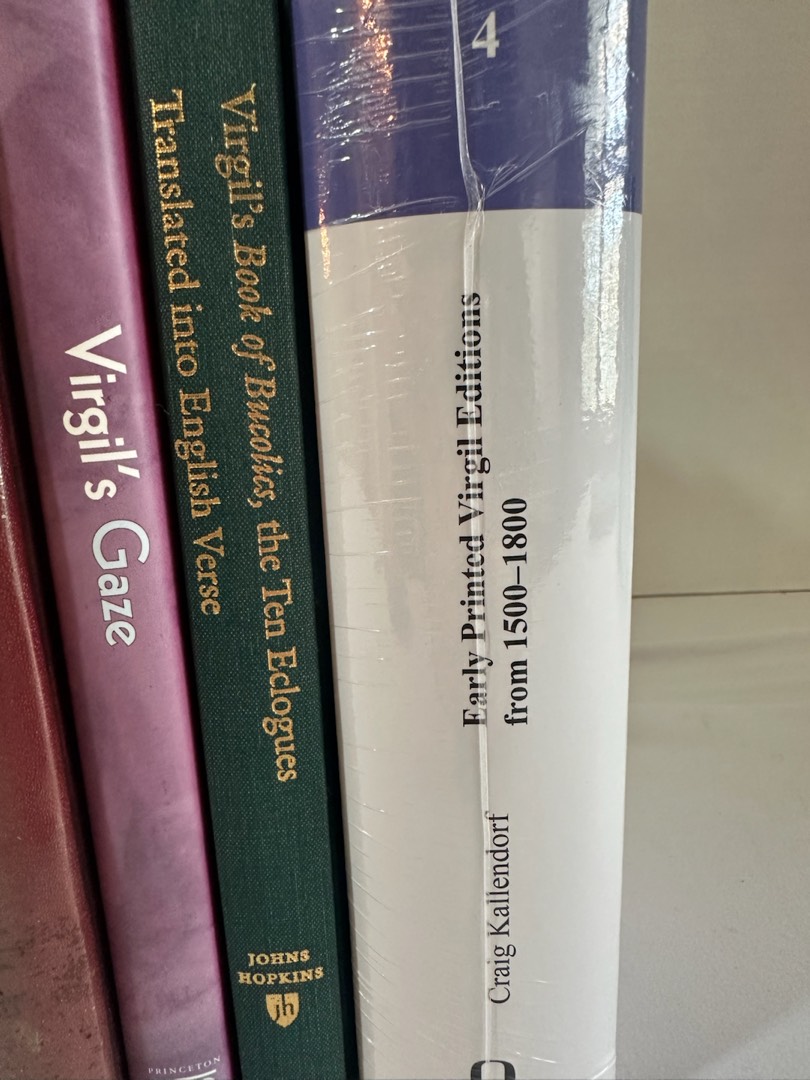 Virgil's Gaze
PRINCETON
Virgil's Book of Bucolics, the Ten Eclogues
Translated into English Verse
JOHNS
HOPKINS
jh
4
Early Printed Virgil Editions
from 1500–1800
Craig Kallendorf